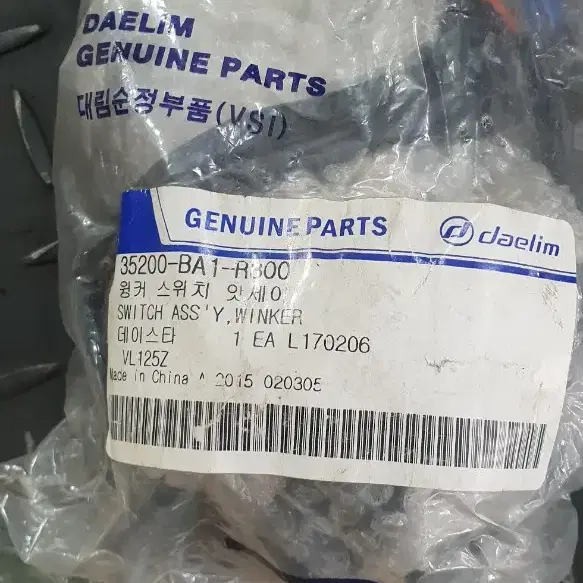 DAELIM
GENUINE PARTS
대림순정부품(VSI)
GENUINE PARTS daelim
35200-BA1-R300
윙커 스위치 앗세이
SWITCH ASS'Y,WINKER
데이스타 1 EA L170206
VL125Z
Made in China ^ 2015 020305